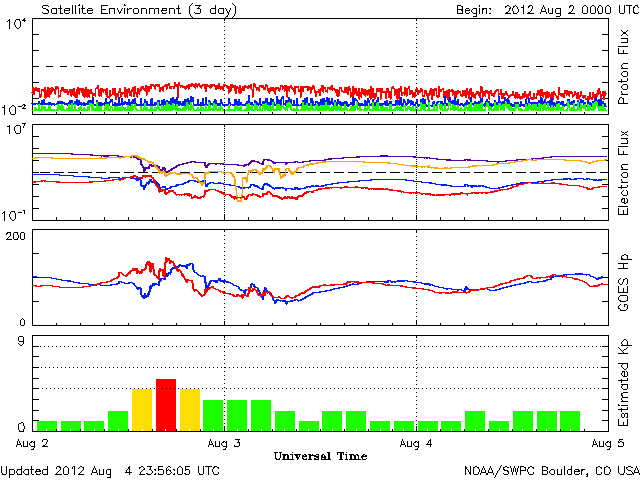 Satellite Environment (3 day) Begin: 2012 Aug 2 0000 UTC
10⁴
10⁻²
Proton Flux
10⁷
10⁻¹
Electron Flux
200
0
GOES Hp
9
0
Estimated Kp
Aug 2 Aug 3 Aug 4 Aug 5
Universal Time
Updated 2012 Aug 4 23:56:05 UTC NOAA/SWPC Boulder, CO USA